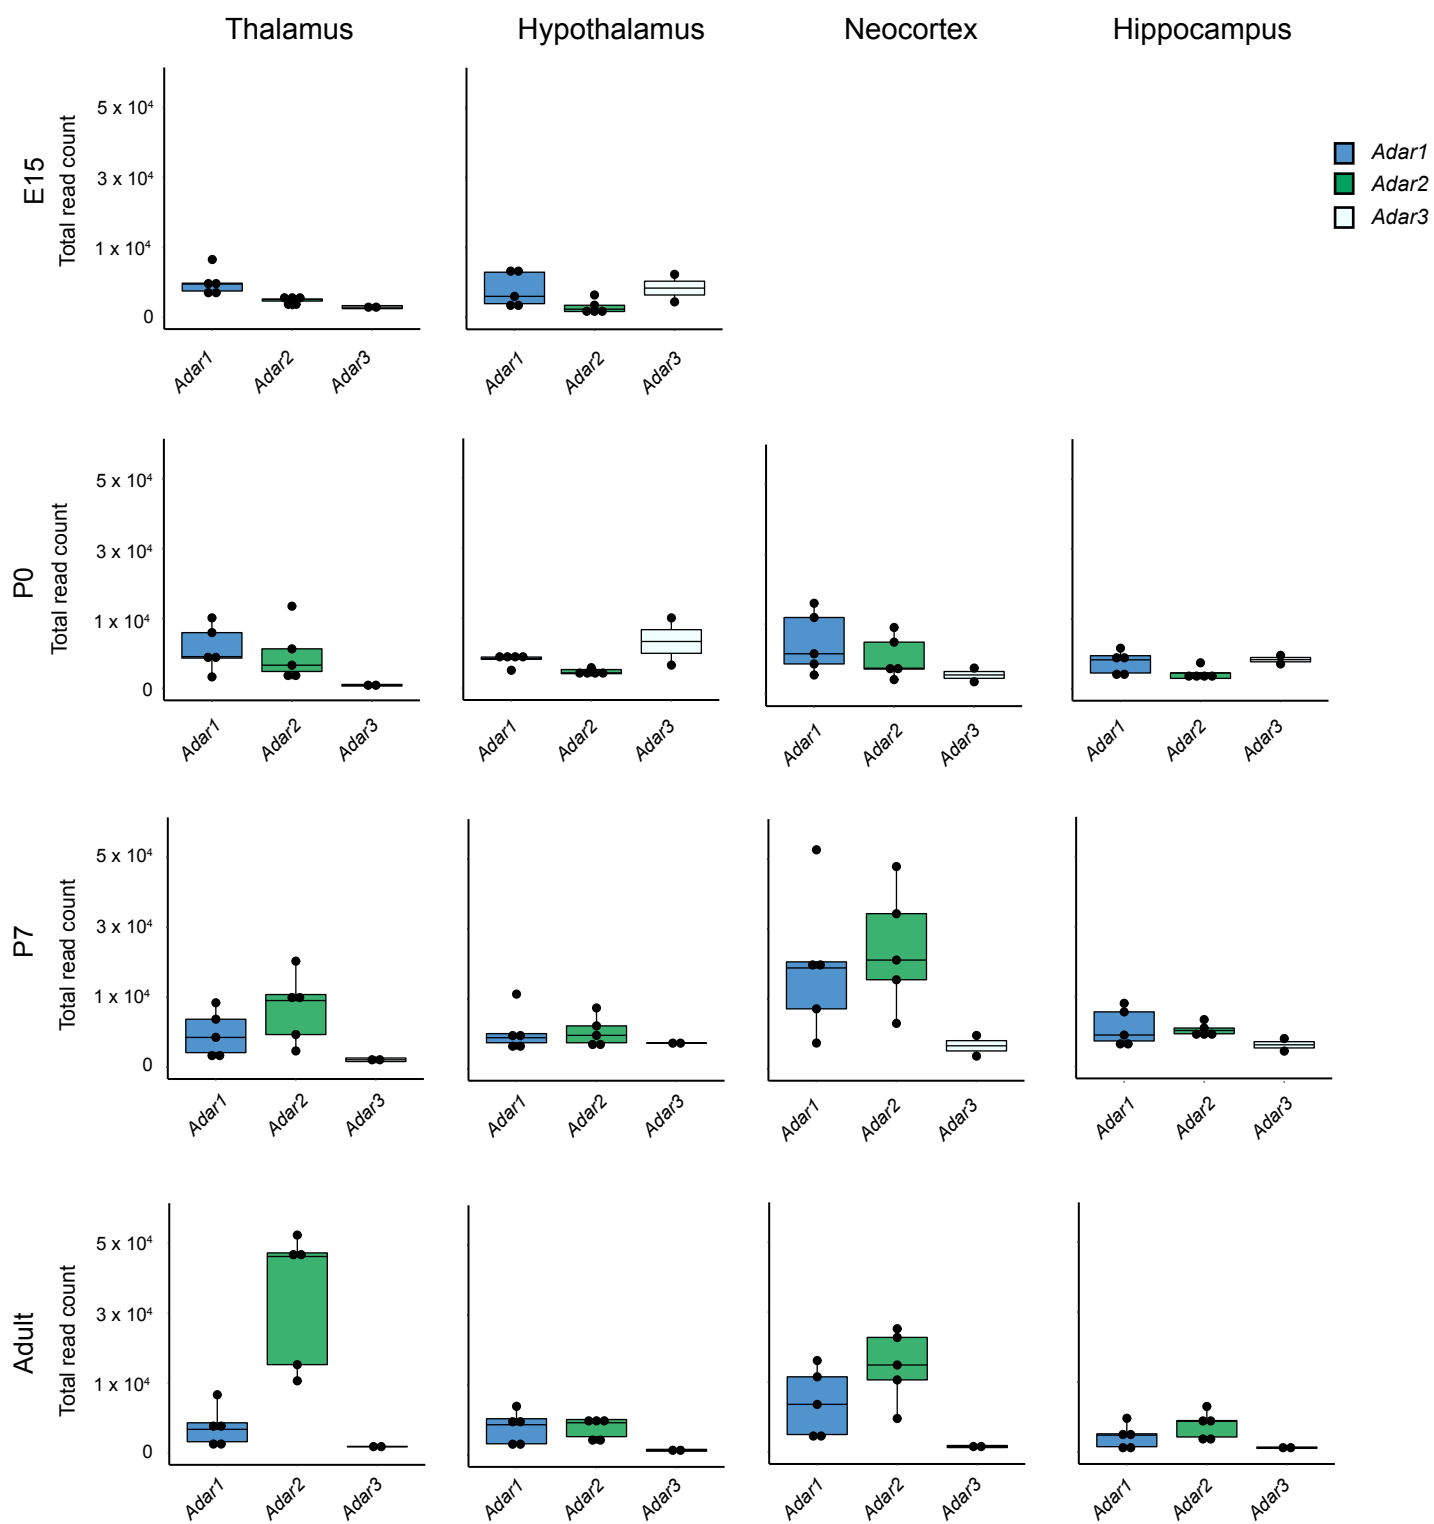 Thalamus Hypothalamus Neocortex Hippocampus
E15
Total read count
5 x 10⁴
3 x 10⁴
1 x 10⁴
0
Adar1 Adar2 Adar3 Adar1 Adar2 Adar3
Adar1
Adar2
Adar3
P0
Total read count
5 x 10⁴
3 x 10⁴
1 x 10⁴
0
Adar1 Adar2 Adar3 Adar1 Adar2 Adar3 Adar1 Adar2 Adar3 Adar1 Adar2 Adar3
P7
Total read count
5 x 10⁴
3 x 10⁴
1 x 10⁴
0
Adar1 Adar2 Adar3 Adar1 Adar2 Adar3 Adar1 Adar2 Adar3 Adar1 Adar2 Adar3
Adult
Total read count
5 x 10⁴
3 x 10⁴
1 x 10⁴
0
Adar1 Adar2 Adar3 Adar1 Adar2 Adar3 Adar1 Adar2 Adar3 Adar1 Adar2 Adar3